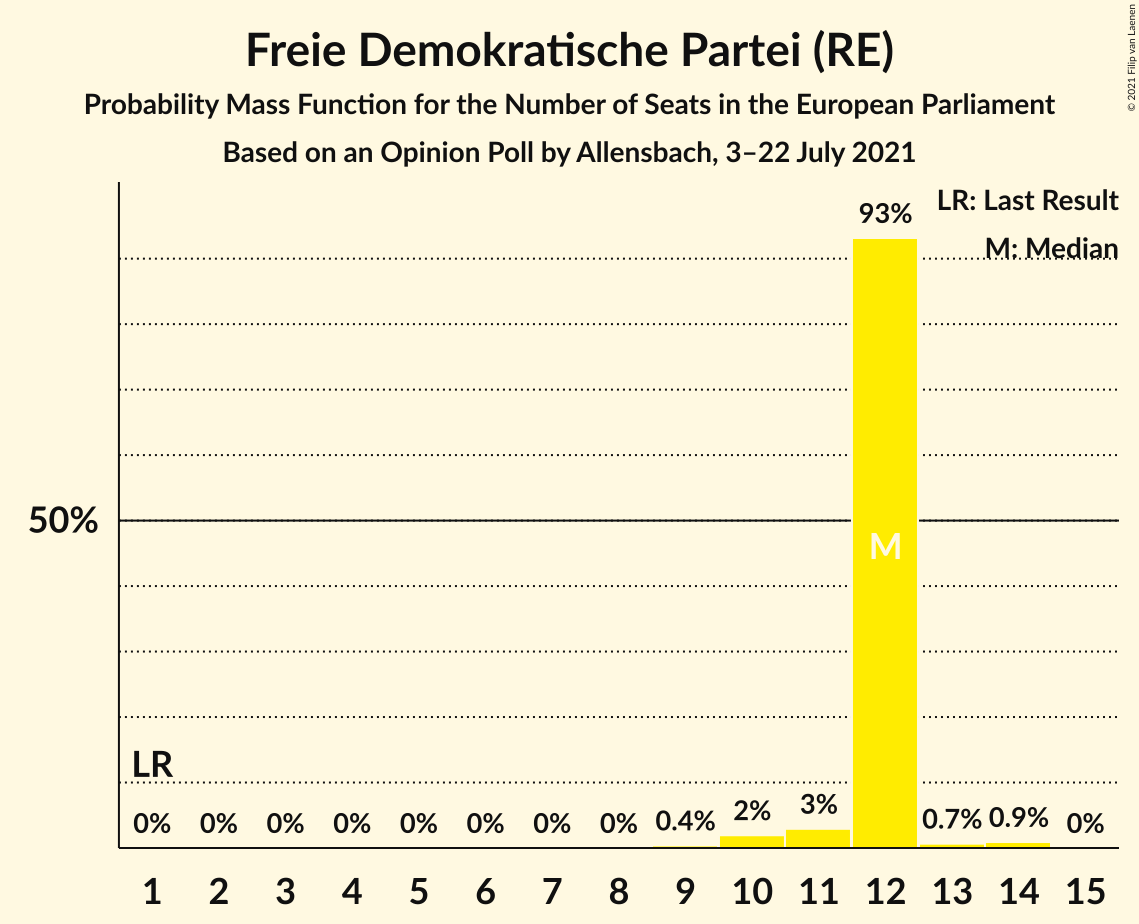 Freie Demokratische Partei (RE)
Probability Mass Function for the Number of Seats in the European Parliament
Based on an Opinion Poll by Allensbach, 3–22 July 2021
© 2021 Filip van Laenen
LR: Last Result
M: Median
93%
50%
M
LR
0% 0% 0% 0% 0% 0% 0% 0% 0.4% 2% 3% 0.7% 0.9% 0%
1 2 3 4 5 6 7 8 9 10 11 12 13 14 15